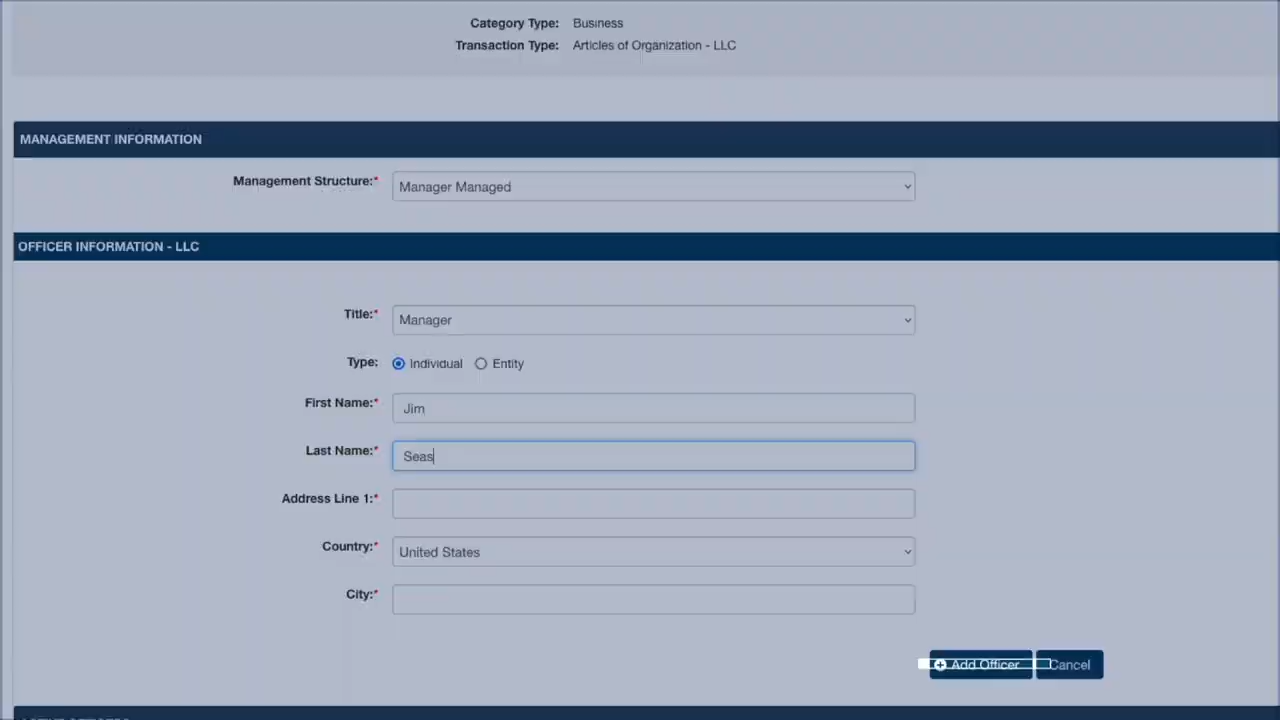 Category Type: Business
Transaction Type: Articles of Organization - LLC
MANAGEMENT INFORMATION
Management Structure:* Manager Managed
OFFICER INFORMATION - LLC
Title:* Manager
Type: Individual Entity
First Name:* Jim
Last Name:* Seas
Address Line 1:*
Country:* United States
City:*
Add Officer Cancel